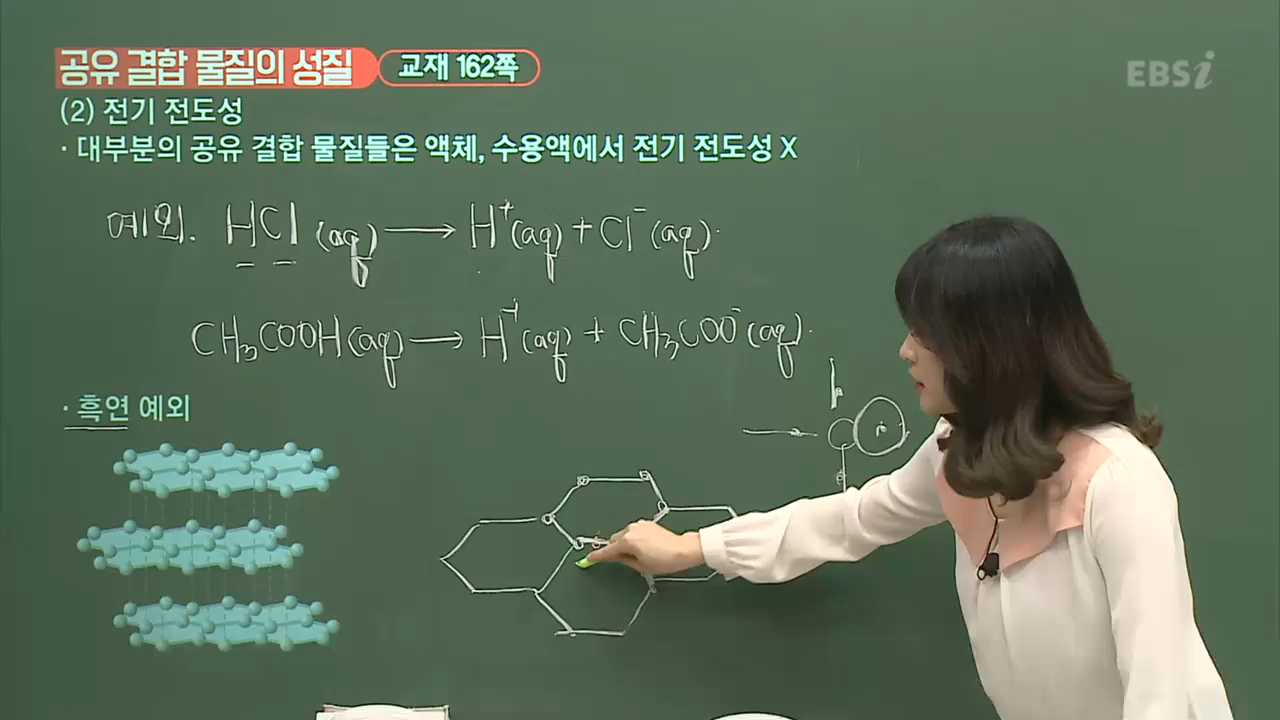 공유 결합 물질의 성질 교재 162쪽
EBSi
(2) 전기 전도성
· 대부분의 공유 결합 물질들은 액체, 수용액에서 전기 전도성 X
예외. HCl (aq) → H⁺(aq) + Cl⁻(aq).
CH₃COOH(aq) → H⁺(aq) + CH₃COO⁻(aq).
· 흑연 예외